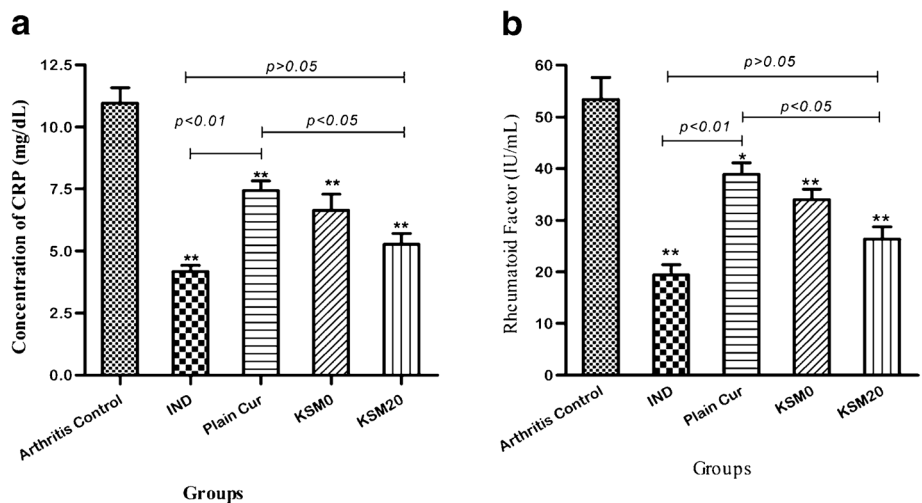 a
Concentration of CRP (mg/dL)
12.5
10.0
7.5
5.0
2.5
0.0
p>0.05
p<0.01
p<0.05
**
**
**
**
Arthritis Control
IND
Plain Cur
KSM0
KSM20
Groups
b
Rheumatoid Factor (IU/mL)
60
50
40
30
20
10
0
p>0.05
p<0.05
p<0.01
*
**
**
**
Arthritis Control
IND
Plain Cur
KSM0
KSM20
Groups